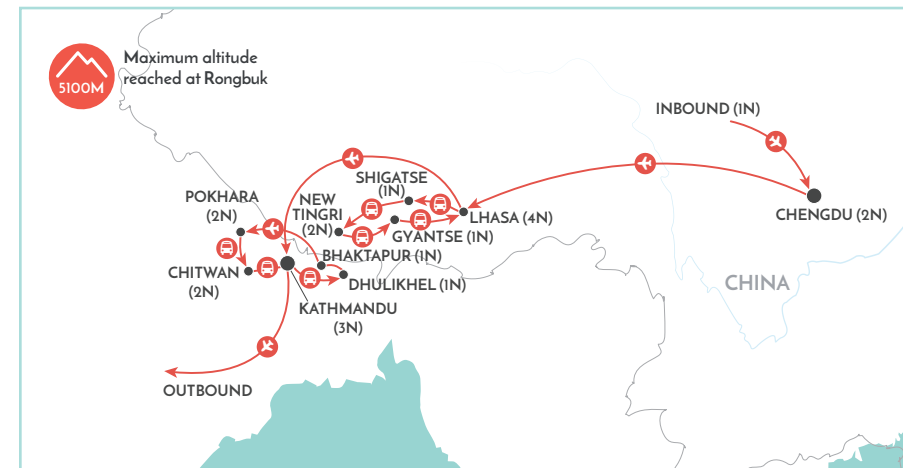 Maximum altitude
reached at Rongbuk
5100M
INBOUND (1N)
SHIGATSE
(1N)
POKHARA
(2N)
NEW
TINGRI
(2N)
LHASA (4N)
CHENGDU (2N)
GYANTSE (1N)
BHAKTAPUR (1N)
CHITWAN
(2N)
DHULIKHEL (1N)
CHINA
KATHMANDU
(3N)
OUTBOUND